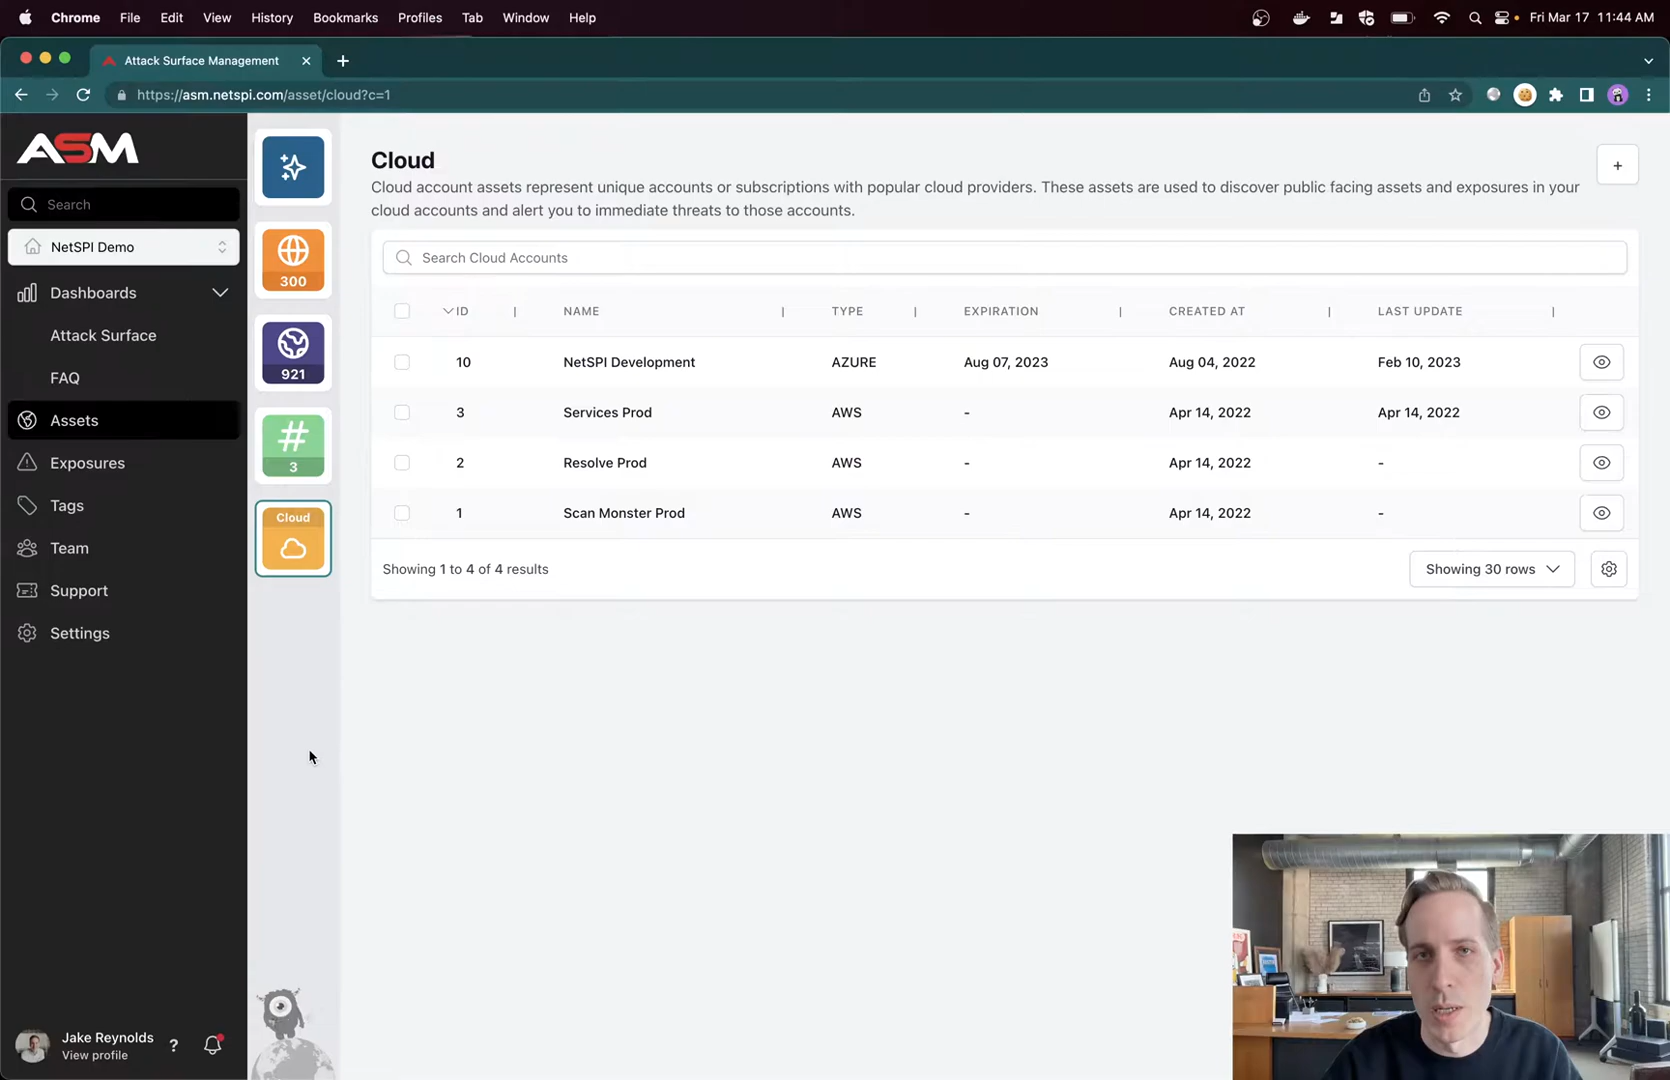 Chrome File Edit View History Bookmarks Profiles Tab Window Help Fri Mar 17 11:44 AM
Attack Surface Management
https://asm.netspi.com/asset/cloud?c=1
ASM
Search
NetSPI Demo
Dashboards
Attack Surface
FAQ
Assets
Exposures
Tags
Team
Support
Settings
Jake Reynolds
View profile
?
300
921
#
3
Cloud
Cloud
Cloud account assets represent unique accounts or subscriptions with popular cloud providers. These assets are used to discover public facing assets and exposures in your
cloud accounts and alert you to immediate threats to those accounts.
+
Search Cloud Accounts
ID NAME TYPE EXPIRATION CREATED AT LAST UPDATE
10 NetSPI Development AZURE Aug 07, 2023 Aug 04, 2022 Feb 10, 2023
3 Services Prod AWS - Apr 14, 2022 Apr 14, 2022
2 Resolve Prod AWS - Apr 14, 2022 -
1 Scan Monster Prod AWS - Apr 14, 2022 -
Showing 1 to 4 of 4 results
Showing 30 rows